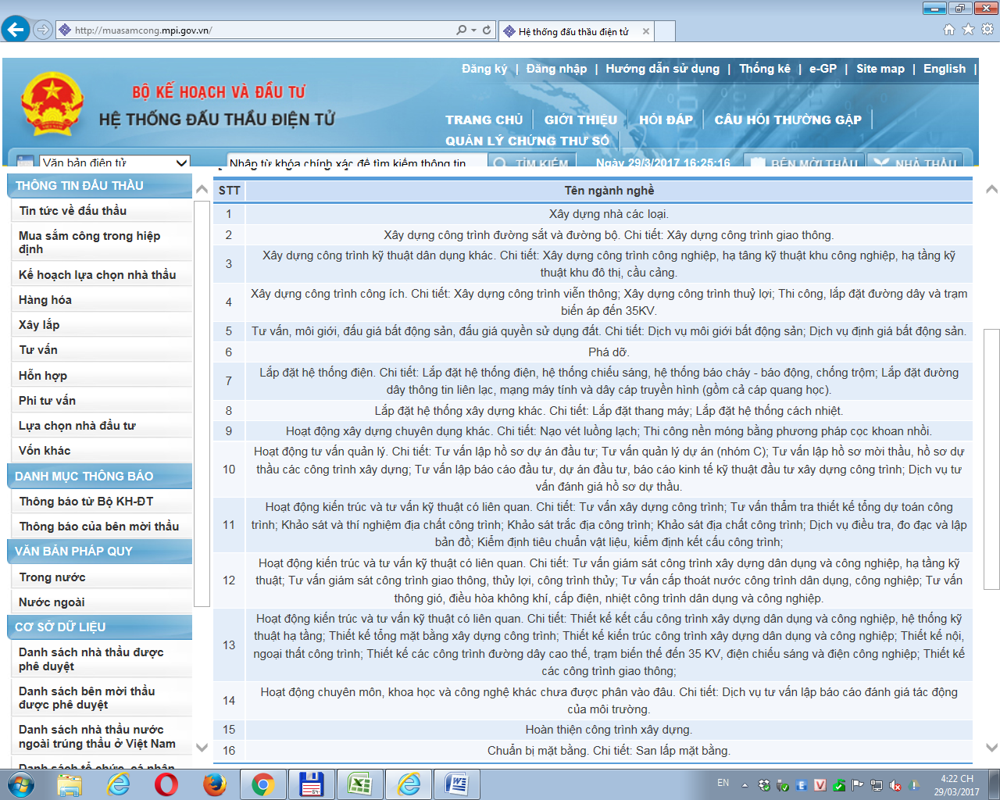 http://muasamcong.mpi.gov.vn/
Hệ thống đấu thầu điện tử
Đăng ký | Đăng nhập | Hướng dẫn sử dụng | Thống kê | e-GP | Site map | English |
BỘ KẾ HOẠCH VÀ ĐẦU TƯ
HỆ THỐNG ĐẤU THẦU ĐIỆN TỬ
TRANG CHỦ | GIỚI THIỆU | HỎI ĐÁP | CÂU HỎI THƯỜNG GẶP |
QUẢN LÝ CHỨNG THƯ SỐ |
Văn bản điện tử
Nhập từ khóa chính xác để tìm kiếm thông tin
TÌM KIẾM
Ngày 29/3/2017 16:25:16
BÊN MỜI THẦU
NHÀ THẦU
THÔNG TIN ĐẤU THẦU
Tin tức về đấu thầu
Mua sắm công trong hiệp
định
Kế hoạch lựa chọn nhà thầu
Hàng hóa
Xây lắp
Tư vấn
Hỗn hợp
Phi tư vấn
Lựa chọn nhà đầu tư
Vốn khác
DANH MỤC THÔNG BÁO
Thông báo từ Bộ KH-ĐT
Thông báo của bên mời thầu
VĂN BẢN PHÁP QUY
Trong nước
Nước ngoài
CƠ SỞ DỮ LIỆU
Danh sách nhà thầu được
phê duyệt
Danh sách bên mời thầu
được phê duyệt
Danh sách nhà thầu nước
ngoài trúng thầu ở Việt Nam
Danh sách tổ chức, cá nhân
STT Tên ngành nghề
1 Xây dựng nhà các loại.
2 Xây dựng công trình đường sắt và đường bộ. Chi tiết: Xây dựng công trình giao thông.
3 Xây dựng công trình kỹ thuật dân dụng khác. Chi tiết: Xây dựng công trình công nghiệp, hạ tâng kỹ thuật khu công nghiệp, hạ tầng kỹ
thuật khu đô thị, cầu cảng.
4 Xây dựng công trình công ích. Chi tiết: Xây dựng công trình viễn thông; Xây dựng công trình thuỷ lợi; Thi công, lắp đặt đường dây và trạm
biến áp đến 35KV.
5 Tư vấn, môi giới, đấu giá bất động sản, đấu giá quyền sử dụng đất. Chi tiết: Dịch vụ môi giới bất động sản; Dịch vụ định giá bất động sản.
6 Phá dỡ.
7 Lắp đặt hệ thống điện. Chi tiết: Lắp đặt hệ thống điện, hệ thống chiếu sáng, hệ thống báo cháy - báo động, chống trộm; Lắp đặt đường
dây thông tin liên lạc, mạng máy tính và dây cáp truyền hình (gồm cả cáp quang học).
8 Lắp đặt hệ thống xây dựng khác. Chi tiết: Lắp đặt thang máy; Lắp đặt hệ thống cách nhiệt.
9 Hoạt động xây dựng chuyên dụng khác. Chi tiết: Nạo vét luồng lạch; Thi công nền móng bằng phương pháp cọc khoan nhồi.
10 Hoạt động tư vấn quản lý. Chi tiết: Tư vấn lập hồ sơ dự án đầu tư; Tư vấn quản lý dự án (nhóm C); Tư vấn lập hồ sơ mời thầu, hồ sơ dự
thầu các công trình xây dựng; Tư vấn lập báo cáo đầu tư, dự án đầu tư, báo cáo kinh tế kỹ thuật đầu tư xây dựng công trình; Dịch vụ tư
vấn đánh giá hồ sơ dự thầu.
11 Hoạt động kiến trúc và tư vấn kỹ thuật có liên quan. Chi tiết: Tư vấn xây dựng công trình; Tư vấn thẩm tra thiết kế tổng dự toán công
trình; Khảo sát và thí nghiệm địa chất công trình; Khảo sát trắc địa công trình; Khảo sát địa chất công trình; Dịch vụ điều tra, đo đạc và lập
bản đồ; Kiểm định tiêu chuẩn vật liệu, kiểm định kết cấu công trình;
12 Hoạt động kiến trúc và tư vấn kỹ thuật có liên quan. Chi tiết: Tư vấn giám sát công trình xây dựng dân dụng và công nghiệp, hạ tầng kỹ
thuật; Tư vấn giám sát công trình giao thông, thủy lợi, công trình thủy; Tư vấn cấp thoát nước công trình dân dụng, công nghiệp; Tư vấn
thông gió, điều hòa không khí, cấp điện, nhiệt công trình dân dụng và công nghiệp.
13 Hoạt động kiến trúc và tư vấn kỹ thuật có liên quan. Chi tiết: Thiết kế kết cấu công trình xây dựng dân dụng và công nghiệp, hệ thống kỹ
thuật hạ tầng; Thiết kế tổng mặt bằng xây dựng công trình; Thiết kế kiến trúc công trình xây dựng dân dụng và công nghiệp; Thiết kế nội,
ngoại thất công trình; Thiết kế các công trình đường dây cao thế, trạm biến thế đến 35 KV, điện chiếu sáng và điện công nghiệp; Thiết kế
các công trình giao thông;
14 Hoạt động chuyên môn, khoa học và công nghệ khác chưa được phân vào đâu. Chi tiết: Dịch vụ tư vấn lập báo cáo đánh giá tác động
của môi trường.
15 Hoàn thiện công trình xây dựng.
16 Chuẩn bị mặt bằng. Chi tiết: San lấp mặt bằng.
EN
4:22 CH
29/03/2017